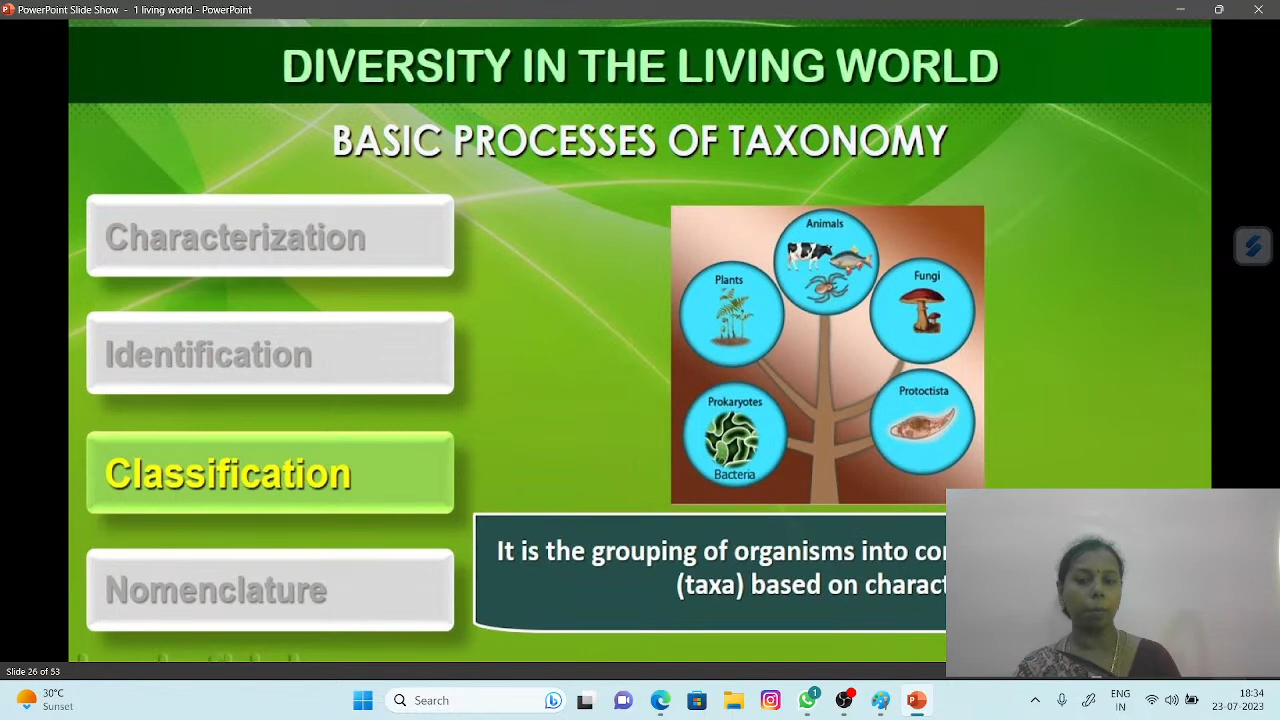 PowerPoint Slide Show - 1 living world - PowerPoint
DIVERSITY IN THE LIVING WORLD
BASIC PROCESSES OF TAXONOMY
Characterization
Identification
Classification
Nomenclature
Animals
Plants
Fungi
Prokaryotes
Bacteria
Protoctista
It is the grouping of organisms into
(taxa) based on
Slide 26 of 53
30°C
Sunset
Search
1
ENG
IN
18:34
23-07-2023